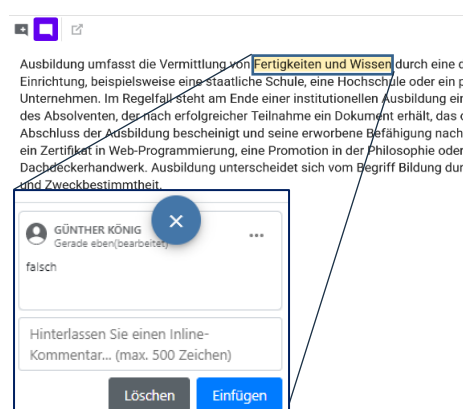 Ausbildung umfasst die Vermittlung von Fertigkeiten und Wissen durch eine
Einrichtung, beispielsweise eine staatliche Schule, eine Hochschule oder ein
Unternehmen. Im Regelfall steht am Ende einer institutionellen Ausbildung
des Absolventen, der nach erfolgreicher Teilnahme ein Dokument erhält, das
Abschluss der Ausbildung bescheinigt und seine erworbene Befähigung nach
ein Zertifikat in Web-Programmierung, eine Promotion in der Philosophie oder
Dachdeckerhandwerk. Ausbildung unterscheidet sich vom Begriff Bildung
und Zweckbestimmtheit.
GÜNTHER KÖNIG
Gerade eben(bearbeitet)
falsch
Hinterlassen Sie einen Inline-
Kommentar... (max. 500 Zeichen)
Löschen Einfügen